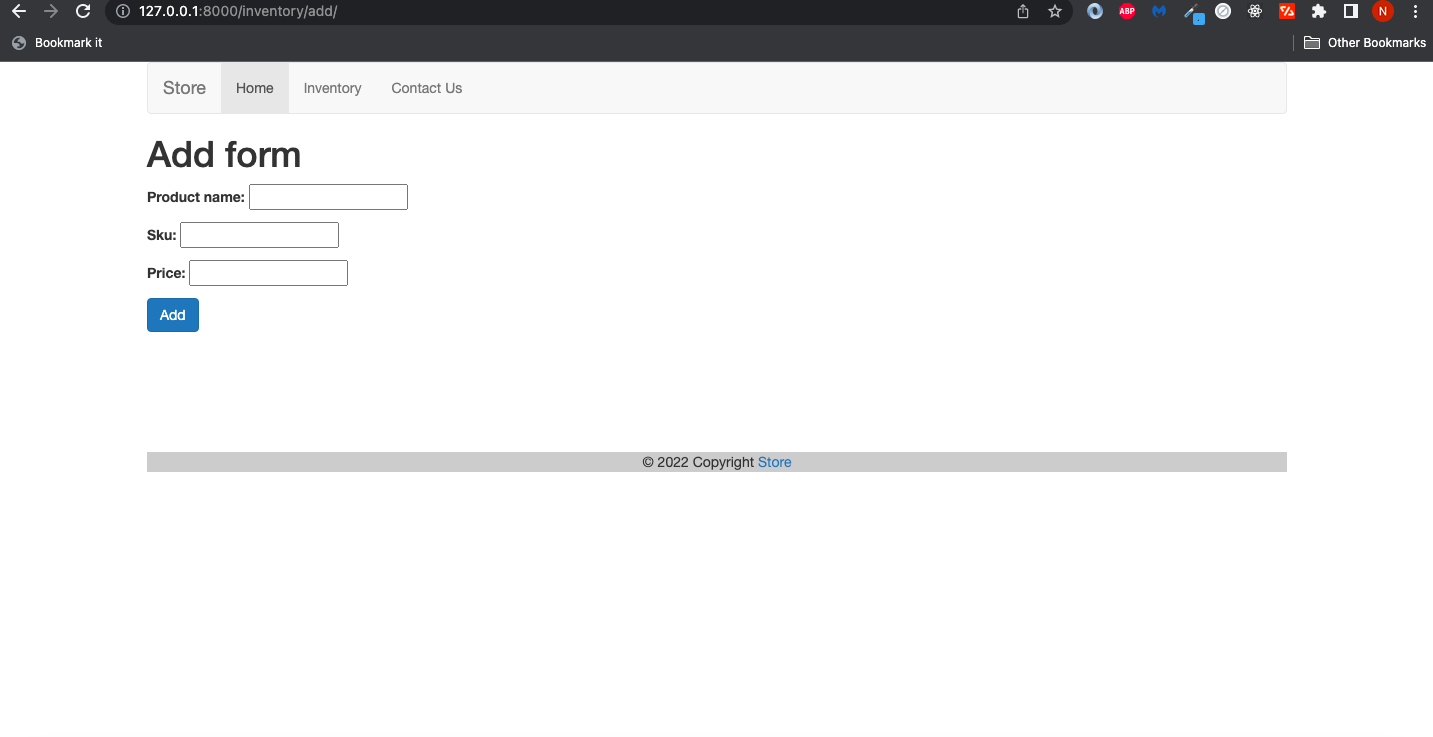 127.0.0.1:8000/inventory/add/
ABP
N
Bookmark it
Other Bookmarks
Store Home Inventory Contact Us
Add form
Product name:
Sku:
Price:
Add
© 2022 Copyright Store